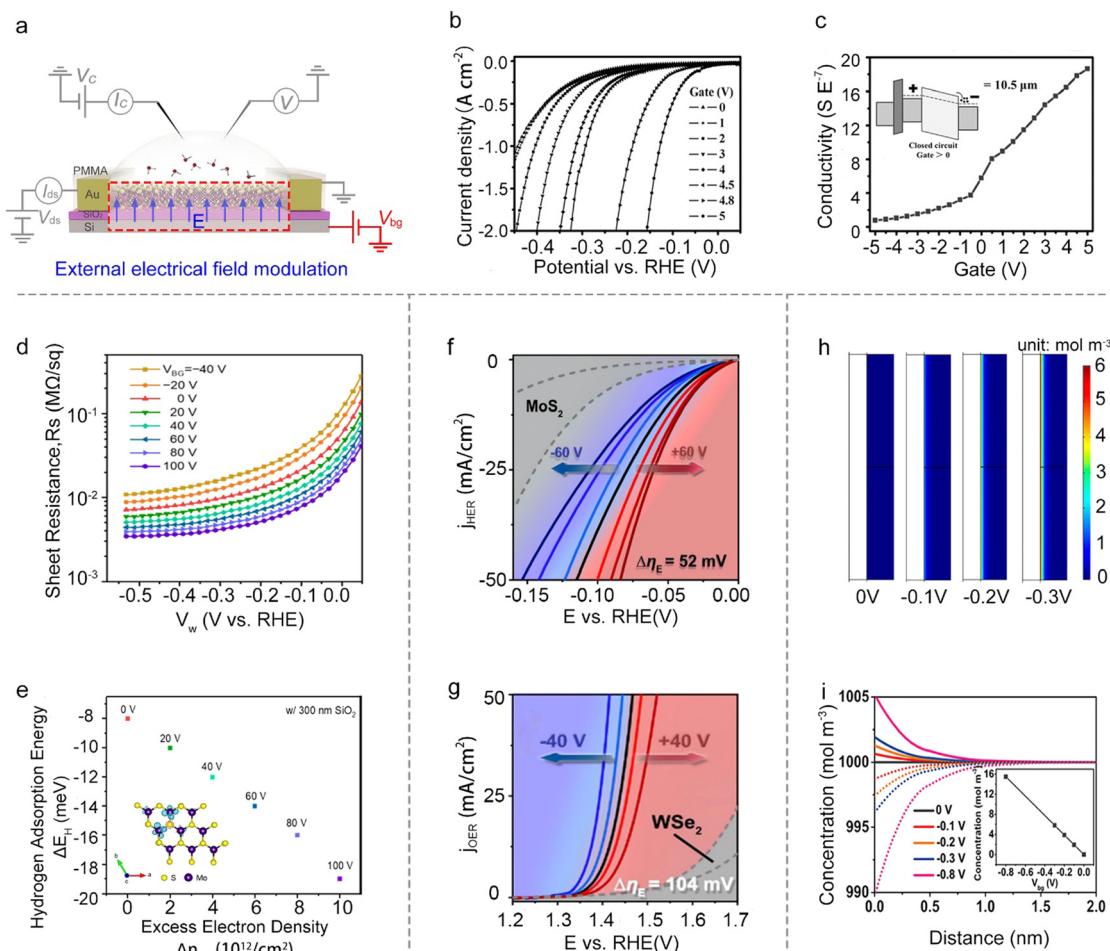 a
V_C
I_C
V
PMMA
Au
I_ds
V_ds
SiO₂
Si
E
V_bg
External electrical field modulation
b
Current density (A cm⁻²)
0.0
-0.5
-1.0
-1.5
-2.0
Gate (V)
0
1
2
3
4
4.5
4.8
5
-0.4 -0.3 -0.2 -0.1 0.0
Potential vs. RHE (V)
c
Conductivity (S E⁻⁷)
20
16
12
8
4
0
+
-
= 10.5 μm
Closed circuit
Gate > 0
-5 -4 -3 -2 -1 0 1 2 3 4 5
Gate (V)
d
Sheet Resistance,Rs (MΩ/sq)
10⁻¹
10⁻²
10⁻³
V_BG=−40 V
−20 V
0 V
20 V
40 V
60 V
80 V
100 V
-0.5 -0.4 -0.3 -0.2 -0.1 0.0
V_w (V vs. RHE)
e
Hydrogen Adsorption Energy
ΔE_H (meV)
-8
-10
-12
-14
-16
-18
-20
w/ 300 nm SiO₂
0 V
20 V
40 V
60 V
80 V
100 V
b
c
a
S
Mo
0 2 4 6 8 10
Excess Electron Density
(10¹²/cm²)
f
j_HER (mA/cm²)
0
-25
-50
MoS₂
-60 V
+60 V
Δη_E = 52 mV
-0.15 -0.10 -0.05 0.00
E vs. RHE(V)
g
j_OER (mA/cm²)
50
25
0
-40 V
+40 V
WSe₂
Δη_E = 104 mV
1.2 1.3 1.4 1.5 1.6 1.7
E vs. RHE(V)
h
unit: mol m⁻³
6
5
4
3
2
1
0
0V
-0.1V
-0.2V
-0.3V
i
Concentration (mol m⁻³)
1005
1000
995
990
0 V
-0.1 V
-0.2 V
-0.3 V
-0.8 V
Concentration (mol m⁻³)
16
12
8
4
0
-0.8 -0.6 -0.4 -0.2 0.0
V_bg (V)
0.0 0.5 1.0 1.5 2.0
Distance (nm)